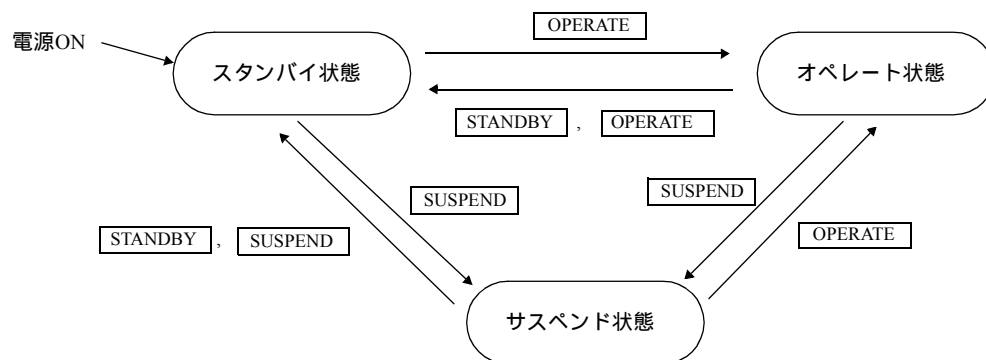 OPERATE
電源ON
スタンバイ状態
オペレート状態
STANDBY , OPERATE
SUSPEND
SUSPEND
STANDBY , SUSPEND
OPERATE
サスペンド状態